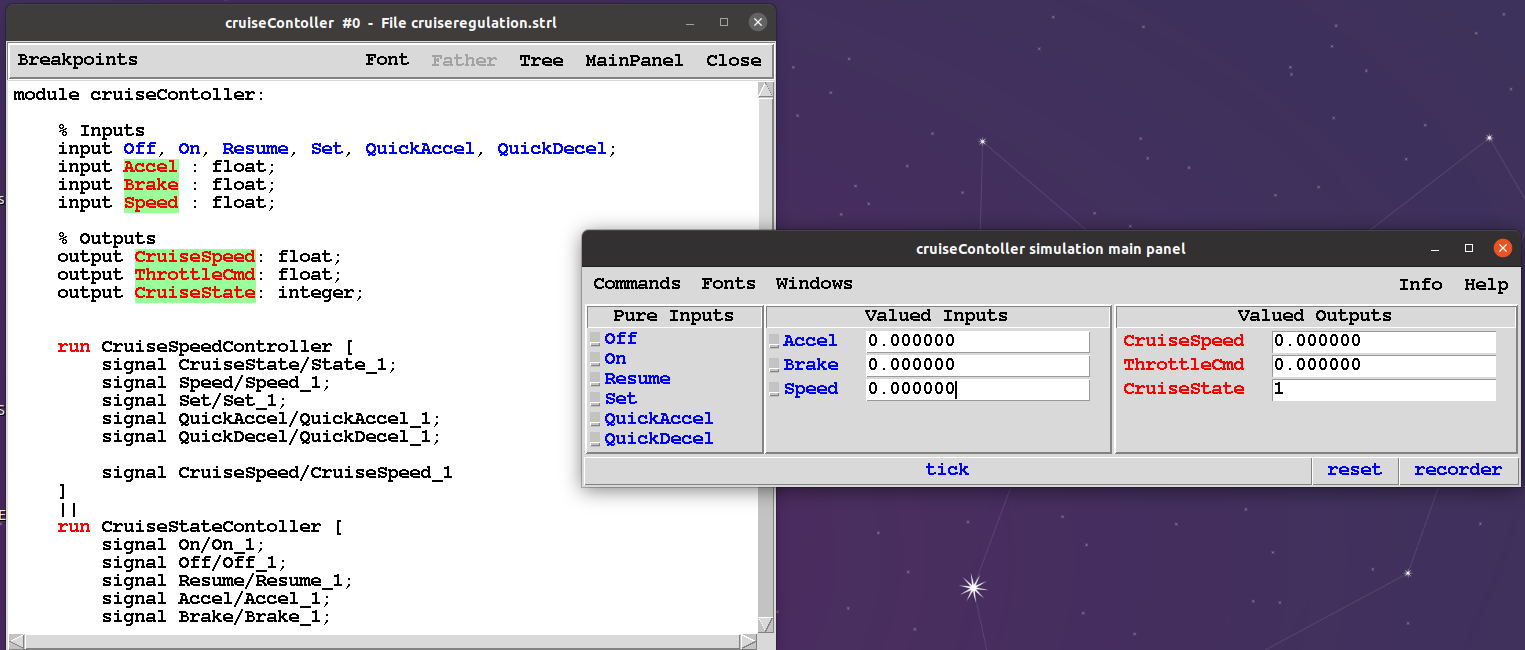 cruiseContoller #0 - File cruiseregulation.strl
Breakpoints Font Father Tree MainPanel Close
module cruiseContoller:
% Inputs
input Off, On, Resume, Set, QuickAccel, QuickDecel;
input Accel : float;
input Brake : float;
input Speed : float;
% Outputs
output CruiseSpeed: float;
output ThrottleCmd: float;
output CruiseState: integer;
run CruiseSpeedController [
signal CruiseState/State_1;
signal Speed/Speed_1;
signal Set/Set_1;
signal QuickAccel/QuickAccel_1;
signal QuickDecel/QuickDecel_1;
signal CruiseSpeed/CruiseSpeed_1
]
||
run CruiseStateContoller [
signal On/On_1;
signal Off/Off_1;
signal Resume/Resume_1;
signal Accel/Accel_1;
signal Brake/Brake_1;
cruiseContoller simulation main panel
Commands Fonts Windows Info Help
Pure Inputs
Off
On
Resume
Set
QuickAccel
QuickDecel
Valued Inputs
Accel 0.000000
Brake 0.000000
Speed 0.000000
Valued Outputs
CruiseSpeed 0.000000
ThrottleCmd 0.000000
CruiseState 1
tick reset recorder